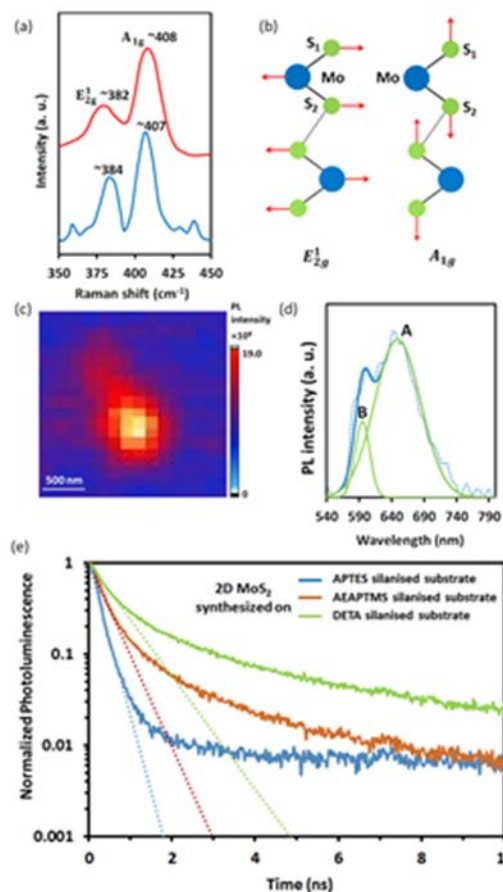 (a)
A1g ~408
E12g ~382
~407
~384
Intensity (a. u.)
350 375 400 425 450
Raman shift (cm-1)
(b)
S1
Mo
S2
S1
Mo
S2
E12g
A1g
(c)
PL
intensity
×10⁴
19.0
0
500 nm
(d)
A
B
PL intensity (a. u.)
540 590 640 690 740 790
Wavelength (nm)
(e)
2D MoS2
synthesized on
APTES silanised substrate
AEAPTMS silanised substrate
DETA silanised substrate
Normalized Photoluminescence
1
0.1
0.01
0.001
0 2 4 6 8 10
Time (ns)